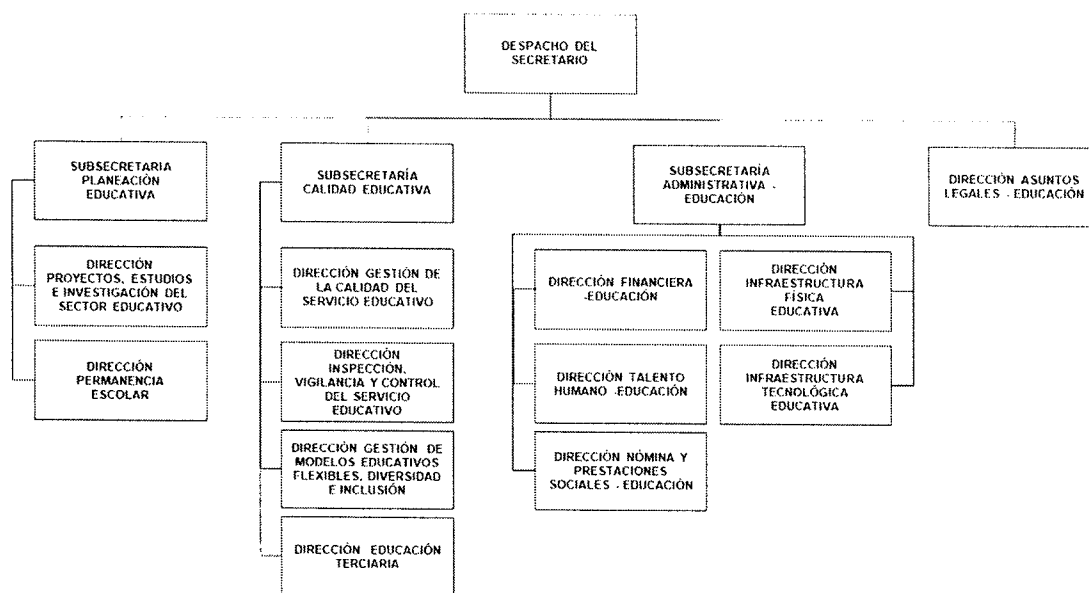 DESPACHO DEL
SECRETARIO
SUBSECRETARIA
PLANEACIÓN
EDUCATIVA
DIRECCIÓN
PROYECTOS, ESTUDIOS
E INVESTIGACIÓN DEL
SECTOR EDUCATIVO
DIRECCIÓN
PERMANENCIA
ESCOLAR
SUBSECRETARÍA
CALIDAD EDUCATIVA
DIRECCIÓN GESTIÓN DE
LA CALIDAD DEL
SERVICIO EDUCATIVO
DIRECCIÓN
INSPECCIÓN,
VIGILANCIA Y CONTROL
DEL SERVICIO
EDUCATIVO
DIRECCIÓN GESTIÓN DE
MODELOS EDUCATIVOS
FLEXIBLES, DIVERSIDAD
E INCLUSIÓN
DIRECCIÓN EDUCACIÓN
TERCIARIA
SUBSECRETARÍA
ADMINISTRATIVA -
EDUCACIÓN
DIRECCIÓN FINANCIERA
-EDUCACIÓN
DIRECCIÓN TALENTO
HUMANO -EDUCACIÓN
DIRECCIÓN NÓMINA Y
PRESTACIONES
SOCIALES - EDUCACIÓN
DIRECCIÓN
INFRAESTRUCTURA
FÍSICA
EDUCATIVA
DIRECCIÓN
INFRAESTRUCTURA
TECNOLÓGICA
EDUCATIVA
DIRECCIÓN ASUNTOS
LEGALES - EDUCACIÓN